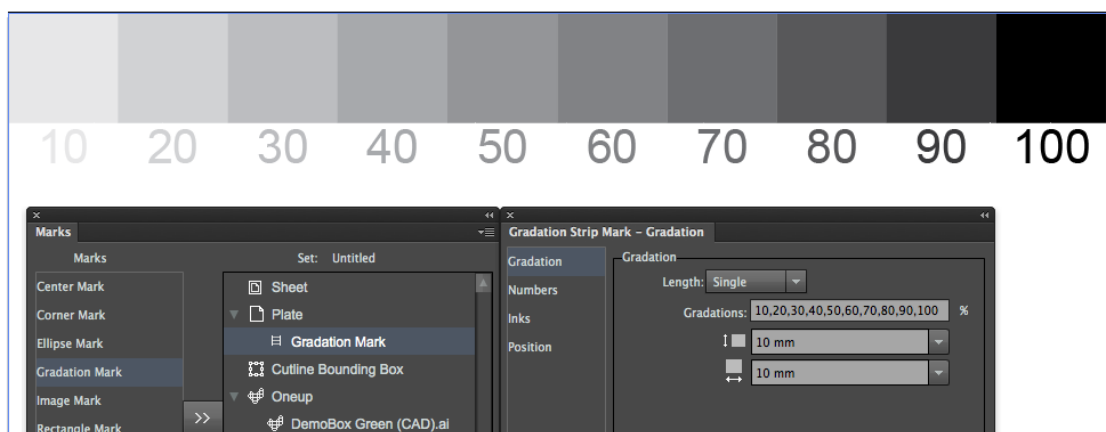 10 20 30 40 50 60 70 80 90 100
Marks
Marks
Set: Untitled
Center Mark
Corner Mark
Ellipse Mark
Gradation Mark
Image Mark
Rectangle Mark
>>
Sheet
Plate
Gradation Mark
Cutline Bounding Box
Oneup
DemoBox Green (CAD).ai
Gradation Strip Mark – Gradation
Gradation
Numbers
Inks
Position
Gradation
Length: Single
Gradations: 10,20,30,40,50,60,70,80,90,100 %
10 mm
10 mm